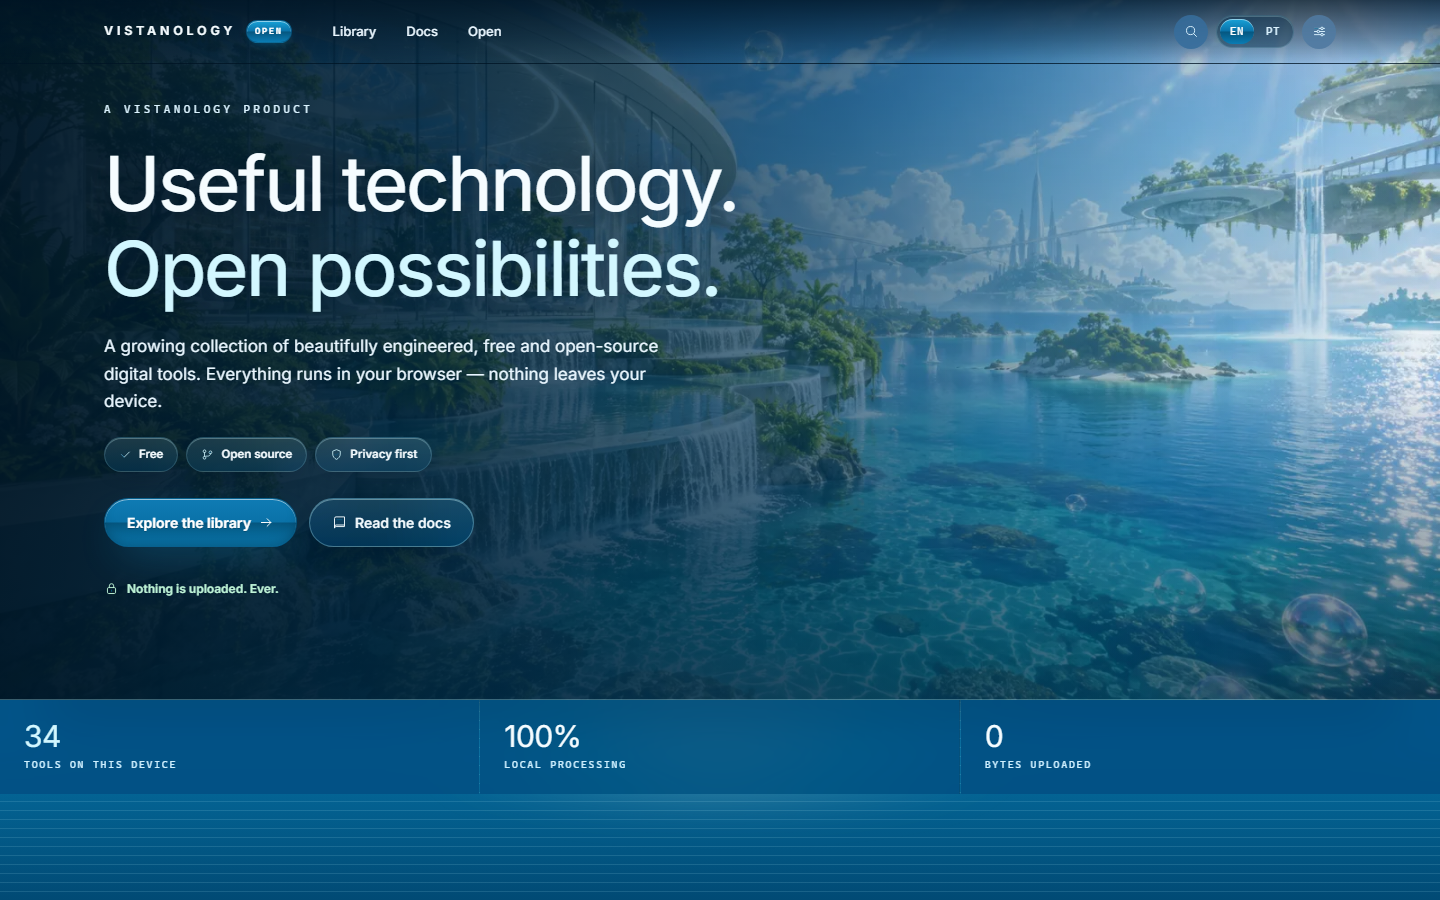 VISTANOLOGY OPEN Library Docs Open EN PT
A VISTANOLOGY PRODUCT
Useful technology.
Open possibilities.
A growing collection of beautifully engineered, free and open-source
digital tools. Everything runs in your browser — nothing leaves your
device.
Free Open source Privacy first
Explore the library → Read the docs
Nothing is uploaded. Ever.
34 100% 0
TOOLS ON THIS DEVICE LOCAL PROCESSING BYTES UPLOADED